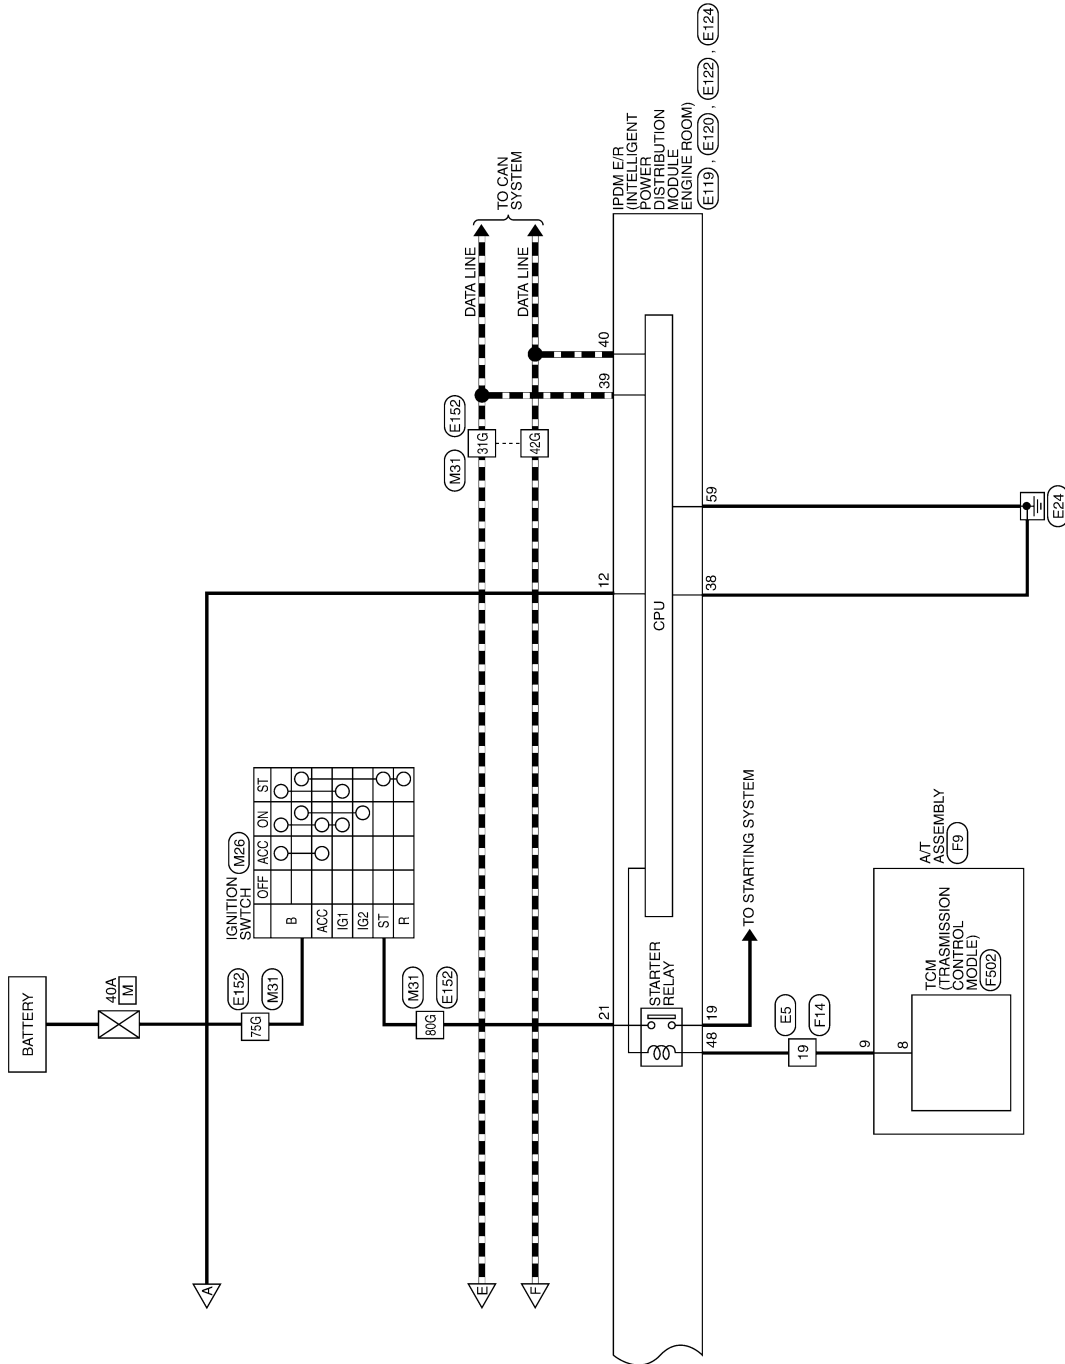 BATTERY
40A
M
A
75G
E152
M31
IGNITION
SWTCH
M26
OFF
ACC
ON
ST
B
ACC
IG1
IG2
ST
R
80G
M31
E152
E
F
M31
E152
31G
42G
DATA LINE
DATA LINE
TO CAN
SYSTEM
21
12
39
40
IPDM E/R
(INTELLIGENT
POWER
DISTRIBUTION
MODULE
ENGINE ROOM)
E119 , E120 , E122 , E124
STARTER
RELAY
CPU
48
19
38
59
TO STARTING SYSTEM
E5
19
F14
9
8
TCM
(TRASMISSION
CONTROL
MODLE)
F502
A/T
ASSEMBLY
F9
E24